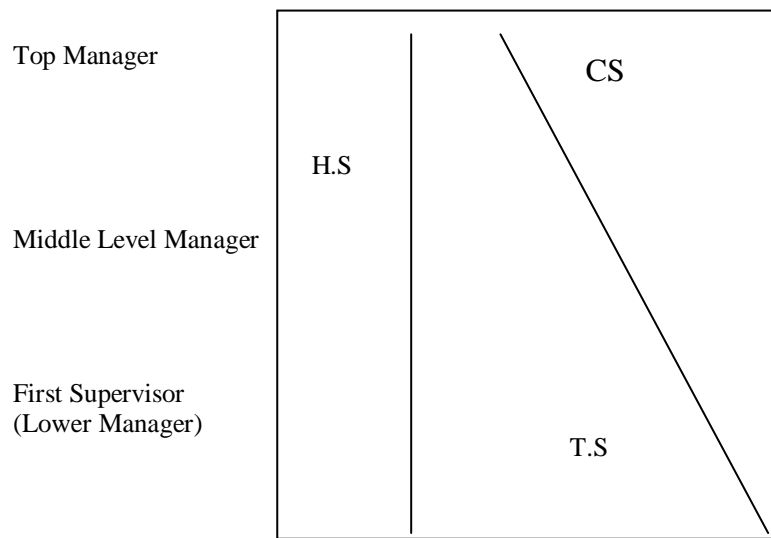 Top Manager
CS
H.S
Middle Level Manager
First Supervisor
(Lower Manager)
T.S